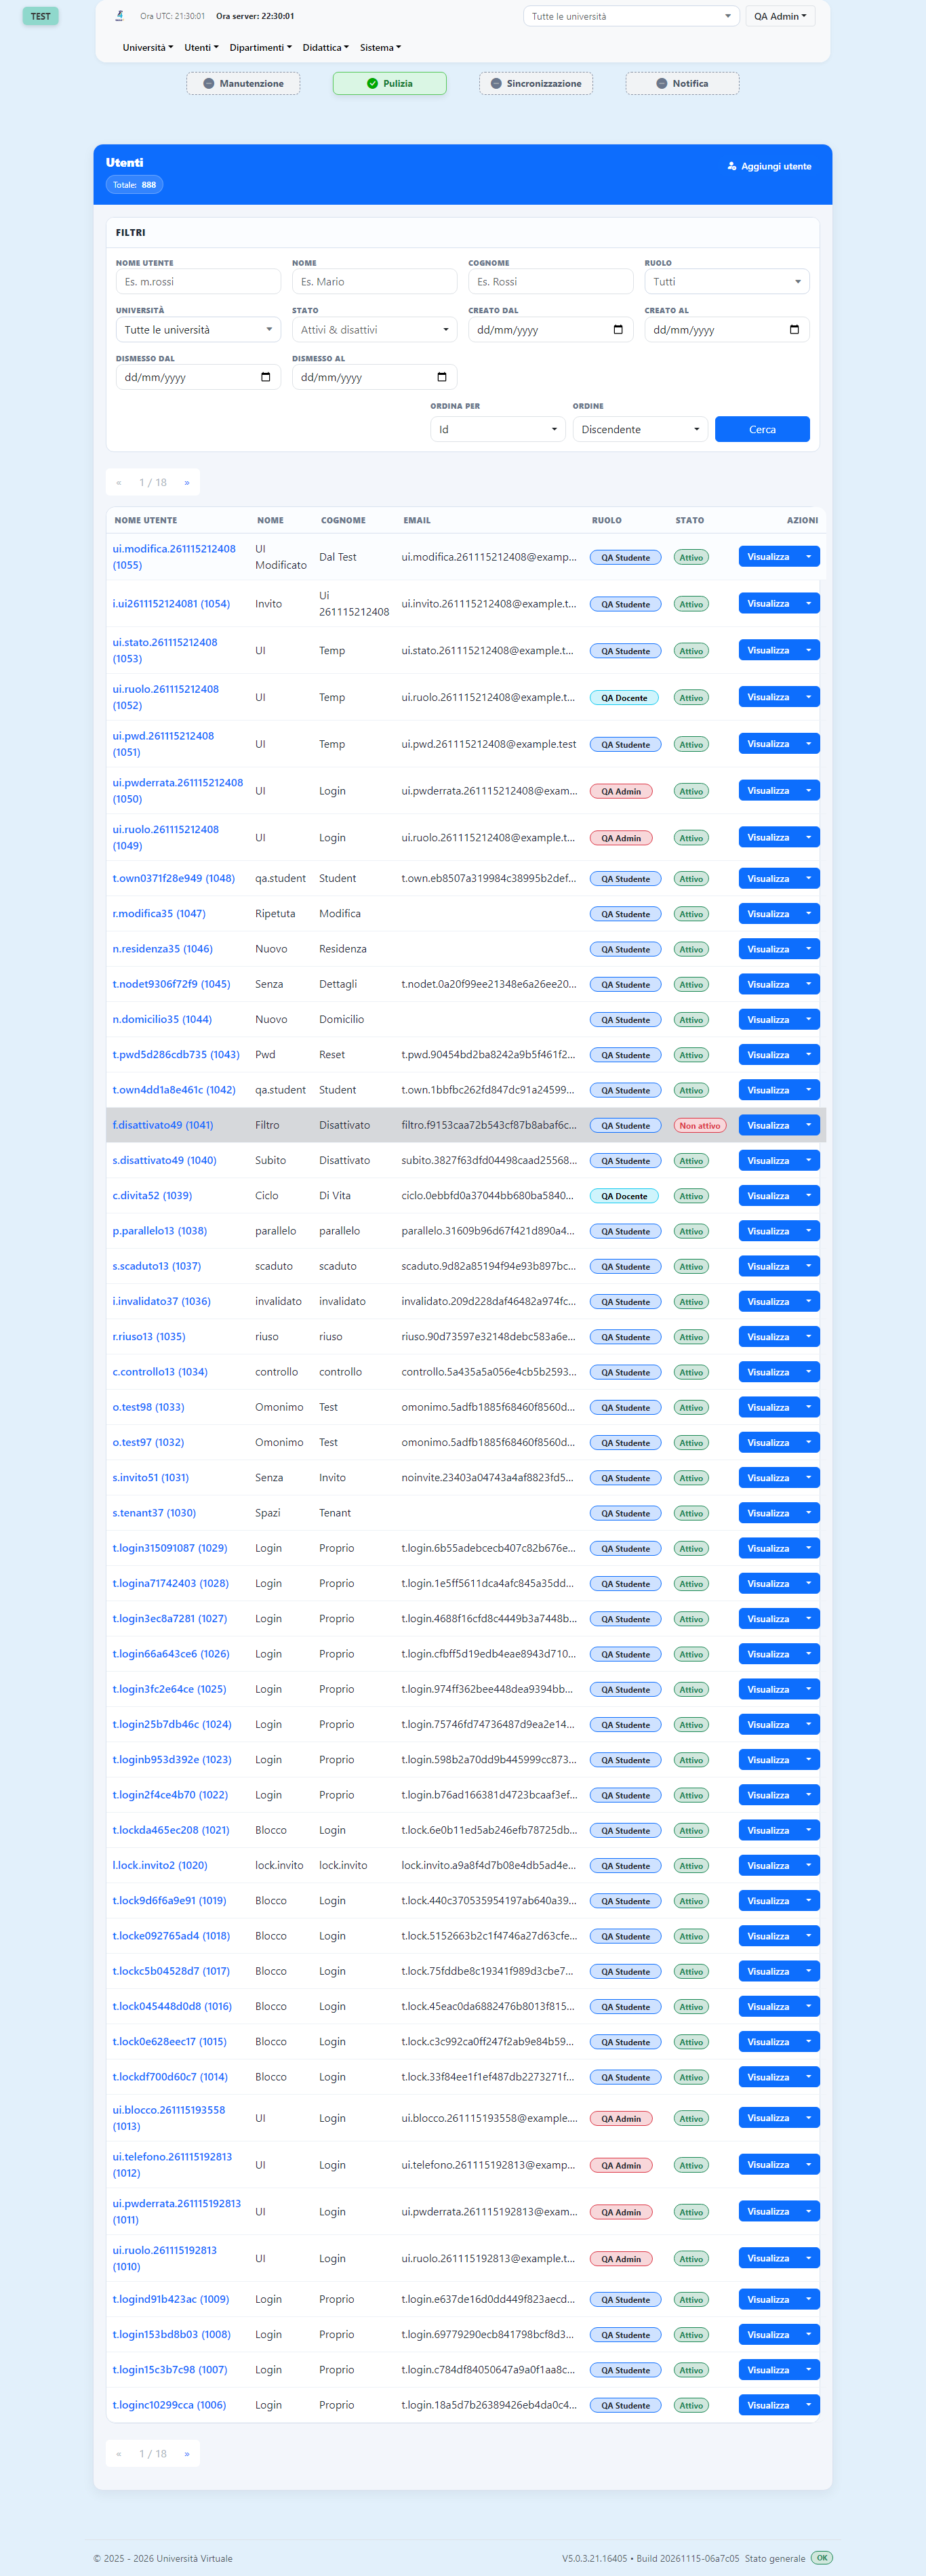 TEST
Ora UTC: 21:30:01 Ora server: 22:30:01 Tutte le università QA Admin
Università Utenti Dipartimenti Didattica Sistema
Manutenzione Pulizia Sincronizzazione Notifica
Utenti
Totale: 888
Aggiungi utente
FILTRI
NOME UTENTE NOME COGNOME RUOLO
Es. m.rossi Es. Mario Es. Rossi Tutti
UNIVERSITÀ STATO CREATO DAL CREATO AL
Tutte le università Attivi & disattivi dd/mm/yyyy dd/mm/yyyy
DISMESSO DAL DISMESSO AL
dd/mm/yyyy dd/mm/yyyy
ORDINA PER ORDINE
Id Discendente Cerca
« 1 / 18 »
NOME UTENTE NOME COGNOME EMAIL RUOLO STATO AZIONI
ui.modifica.261115212408 (1055) UI Modificato Dal Test ui.modifica.261115212408@examp... QA Studente Attivo Visualizza
i.ui2611152124081 (1054) Invito Ui 261115212408 ui.invito.261115212408@example.t... QA Studente Attivo Visualizza
ui.stato.261115212408 (1053) UI Temp ui.stato.261115212408@example.t... QA Studente Attivo Visualizza
ui.ruolo.261115212408 (1052) UI Temp ui.ruolo.261115212408@example.t... QA Docente Attivo Visualizza
ui.pwd.261115212408 (1051) UI Temp ui.pwd.261115212408@example.test QA Studente Attivo Visualizza
ui.pwderrata.261115212408 (1050) UI Login ui.pwderrata.261115212408@exam... QA Admin Attivo Visualizza
ui.ruolo.261115212408 (1049) UI Login ui.ruolo.261115212408@example.t... QA Admin Attivo Visualizza
t.own0371f28e949 (1048) qa.student Student t.own.eb8507a319984c38995b2def... QA Studente Attivo Visualizza
r.modifica35 (1047) Ripetuta Modifica QA Studente Attivo Visualizza
n.residenza35 (1046) Nuovo Residenza QA Studente Attivo Visualizza
t.nodet9306f72f9 (1045) Senza Dettagli t.nodet.0a20f99ee21348e6a26ee20... QA Studente Attivo Visualizza
n.domicilio35 (1044) Nuovo Domicilio QA Studente Attivo Visualizza
t.pwd5d286cdb735 (1043) Pwd Reset t.pwd.90454bd2ba8242a9b5f461f2... QA Studente Attivo Visualizza
t.own4dd1a8e461c (1042) qa.student Student t.own.1bbfbc262fd847dc91a24599... QA Studente Attivo Visualizza
f.disattivato49 (1041) Filtro Disattivato filtro.f9153caa72b543cf87b8abaf6c... QA Studente Non attivo Visualizza
s.disattivato49 (1040) Subito Disattivato subito.3827f63dfd04498caad25568... QA Studente Attivo Visualizza
c.divita52 (1039) Ciclo Di Vita ciclo.0ebbfd0a37044bb680ba5840... QA Docente Attivo Visualizza
p.parallelo13 (1038) parallelo parallelo parallelo.31609b96d67f421d890a4... QA Studente Attivo Visualizza
s.scaduto13 (1037) scaduto scaduto scaduto.9d82a85194f94e93b897bc... QA Studente Attivo Visualizza
i.invalidato37 (1036) invalidato invalidato invalidato.209d228daf46482a974fc... QA Studente Attivo Visualizza
r.riuso13 (1035) riuso riuso riuso.90d73597e32148debc583a6e... QA Studente Attivo Visualizza
c.controllo13 (1034) controllo controllo controllo.5a435a5a056e4cb5b2593... QA Studente Attivo Visualizza
o.test98 (1033) Omonimo Test omonimo.5adfb1885f68460f8560d... QA Studente Attivo Visualizza
o.test97 (1032) Omonimo Test omonimo.5adfb1885f68460f8560d... QA Studente Attivo Visualizza
s.invito51 (1031) Senza Invito noinvite.23403a04743a4af8823fd5... QA Studente Attivo Visualizza
s.tenant37 (1030) Spazi Tenant QA Studente Attivo Visualizza
t.login315091087 (1029) Login Proprio t.login.6b55adebcecb407c82b676e... QA Studente Attivo Visualizza
t.logina71742403 (1028) Login Proprio t.login.1e5ff5611dca4afc845a35dd... QA Studente Attivo Visualizza
t.login3ec8a7281 (1027) Login Proprio t.login.4688f16cfd8c4449b3a7448b... QA Studente Attivo Visualizza
t.login66a643ce6 (1026) Login Proprio t.login.cfbff5d19edb4eae8943d710... QA Studente Attivo Visualizza
t.login3fc2e64ce (1025) Login Proprio t.login.974ff362bee448dea9394bb... QA Studente Attivo Visualizza
t.login25b7db46c (1024) Login Proprio t.login.75746fd74736487d9ea2e14... QA Studente Attivo Visualizza
t.loginb953d392e (1023) Login Proprio t.login.598b2a70dd9b445999cc873... QA Studente Attivo Visualizza
t.login2f4ce4b70 (1022) Login Proprio t.login.b76ad166381d4723bcaaf3ef... QA Studente Attivo Visualizza
t.lockda465ec208 (1021) Blocco Login t.lock.6e0b11ed5ab246efb78725db... QA Studente Attivo Visualizza
l.lock.invito2 (1020) lock.invito lock.invito lock.invito.a9a8f4d7b08e4db5ad4e... QA Studente Attivo Visualizza
t.lock9d6f6a9e91 (1019) Blocco Login t.lock.440c370535954197ab640a39... QA Studente Attivo Visualizza
t.locke092765ad4 (1018) Blocco Login t.lock.5152663b2c1f4746a27d63cfe... QA Studente Attivo Visualizza
t.lockc5b04528d7 (1017) Blocco Login t.lock.75fddbe8c19341f989d3cbe7... QA Studente Attivo Visualizza
t.lock045448d0d8 (1016) Blocco Login t.lock.45eac0da6882476b8013f815... QA Studente Attivo Visualizza
t.lock0e628eec17 (1015) Blocco Login t.lock.c3c992ca0ff247f2ab9e84b59... QA Studente Attivo Visualizza
t.lockdf700d60c7 (1014) Blocco Login t.lock.33f84ee1f1ef487db2273271f... QA Studente Attivo Visualizza
ui.blocco.261115193558 (1013) UI Login ui.blocco.261115193558@example.... QA Admin Attivo Visualizza
ui.telefono.261115192813 (1012) UI Login ui.telefono.261115192813@examp... QA Admin Attivo Visualizza
ui.pwderrata.261115192813 (1011) UI Login ui.pwderrata.261115192813@exam... QA Admin Attivo Visualizza
ui.ruolo.261115192813 (1010) UI Login ui.ruolo.261115192813@example.t... QA Admin Attivo Visualizza
t.logind91b423ac (1009) Login Proprio t.login.e637de16d0dd449f823aecd... QA Studente Attivo Visualizza
t.login153bd8b03 (1008) Login Proprio t.login.69779290ecb841798bcf8d3... QA Studente Attivo Visualizza
t.login15c3b7c98 (1007) Login Proprio t.login.c784df84050647a9a0f1aa8c... QA Studente Attivo Visualizza
t.loginc10299cca (1006) Login Proprio t.login.18a5d7b26389426eb4da0c4... QA Studente Attivo Visualizza
« 1 / 18 »
© 2025 - 2026 Università Virtuale V5.0.3.21.16405 • Build 20261115-06a7c05 Stato generale OK